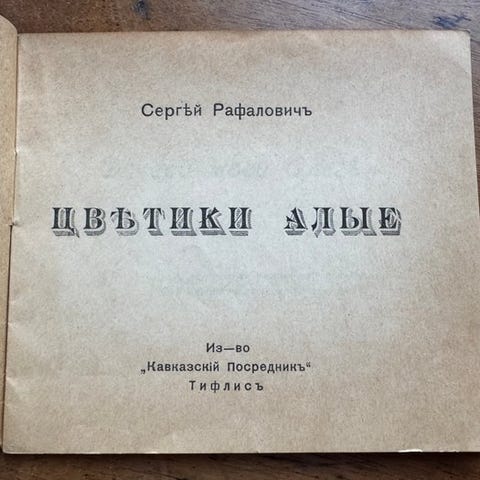 Сергѣй Рафаловичъ
ЦВѢТИКИ АЛЫЕ
Из—во
„Кавказскій Посредникъ“
Тифлисъ